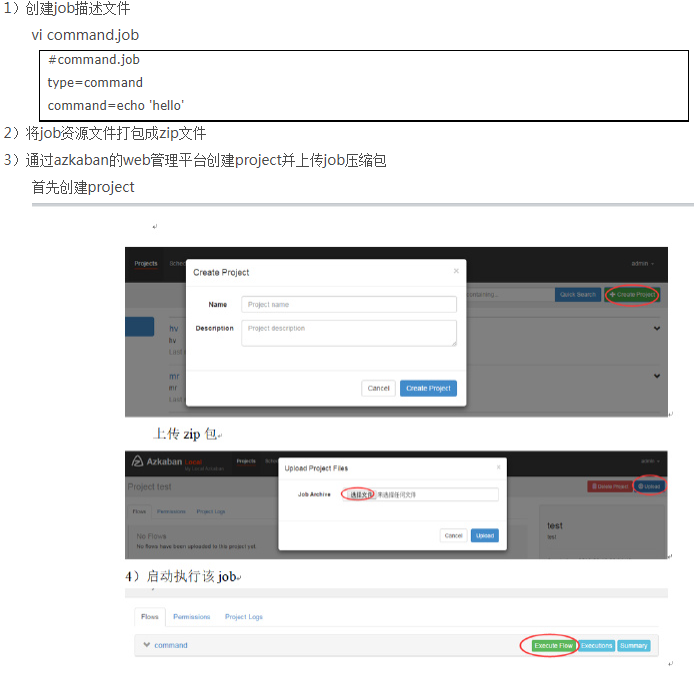 1）创建job描述文件
vi command.job
#command.job
type=command
command=echo 'hello'
2）将job资源文件打包成zip文件
3）通过azkaban的web管理平台创建project并上传job压缩包
首先创建project
Projects
admin
Create Project
×
Quick Search
+ Create Project
Name
Project name
Description
Project description
hv
hv
Last
mr
mr
Last
Cancel
Create Project
上传 zip 包
Azkaban
Local
My Local Azkaban
Projects
admin
Upload Project Files
×
Project test
Delete Project
Upload
Job Archive
选择文件
未选择任何文件
Flows
Permissions
Project Logs
No Flows
No flows have been uploaded to this project yet
test
test
Cancel
Upload
4）启动执行该 job
Flows
Permissions
Project Logs
command
Execute Flow
Executions
Summary